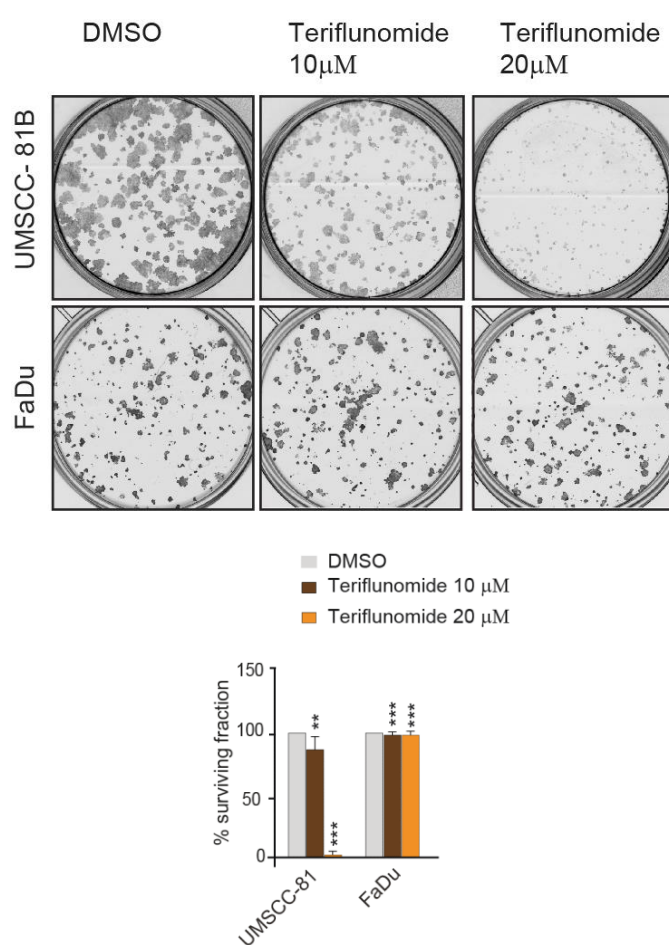 DMSO
Teriflunomide
10μM
Teriflunomide
20μM
UMSCC- 81B
FaDu
DMSO
Teriflunomide 10 μM
Teriflunomide 20 μM
% surviving fraction
150
100
50
0
**
***
***
***
UMSCC-81
FaDu